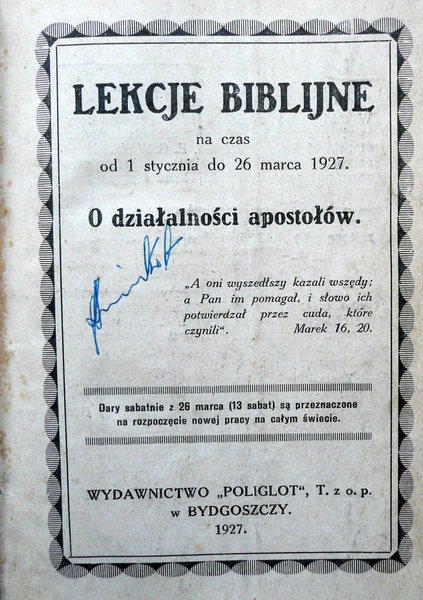 LEKCJE BIBLIJNE
na czas
od 1 stycznia do 26 marca 1927.
O działalności apostołów.
„A oni wyszedłszy kazali wszędy;
a Pan im pomagał, i słowo ich
potwierdzał przez cuda, które
czynili“. Marek 16, 20.
Dary sabatnie z 26 marca (13 sabat) są przeznaczone
na rozpoczęcie nowej pracy na całym świecie.
WYDAWNICTWO „POLIGLOT“, T. z o. p.
w BYDGOSZCZY.
1927.